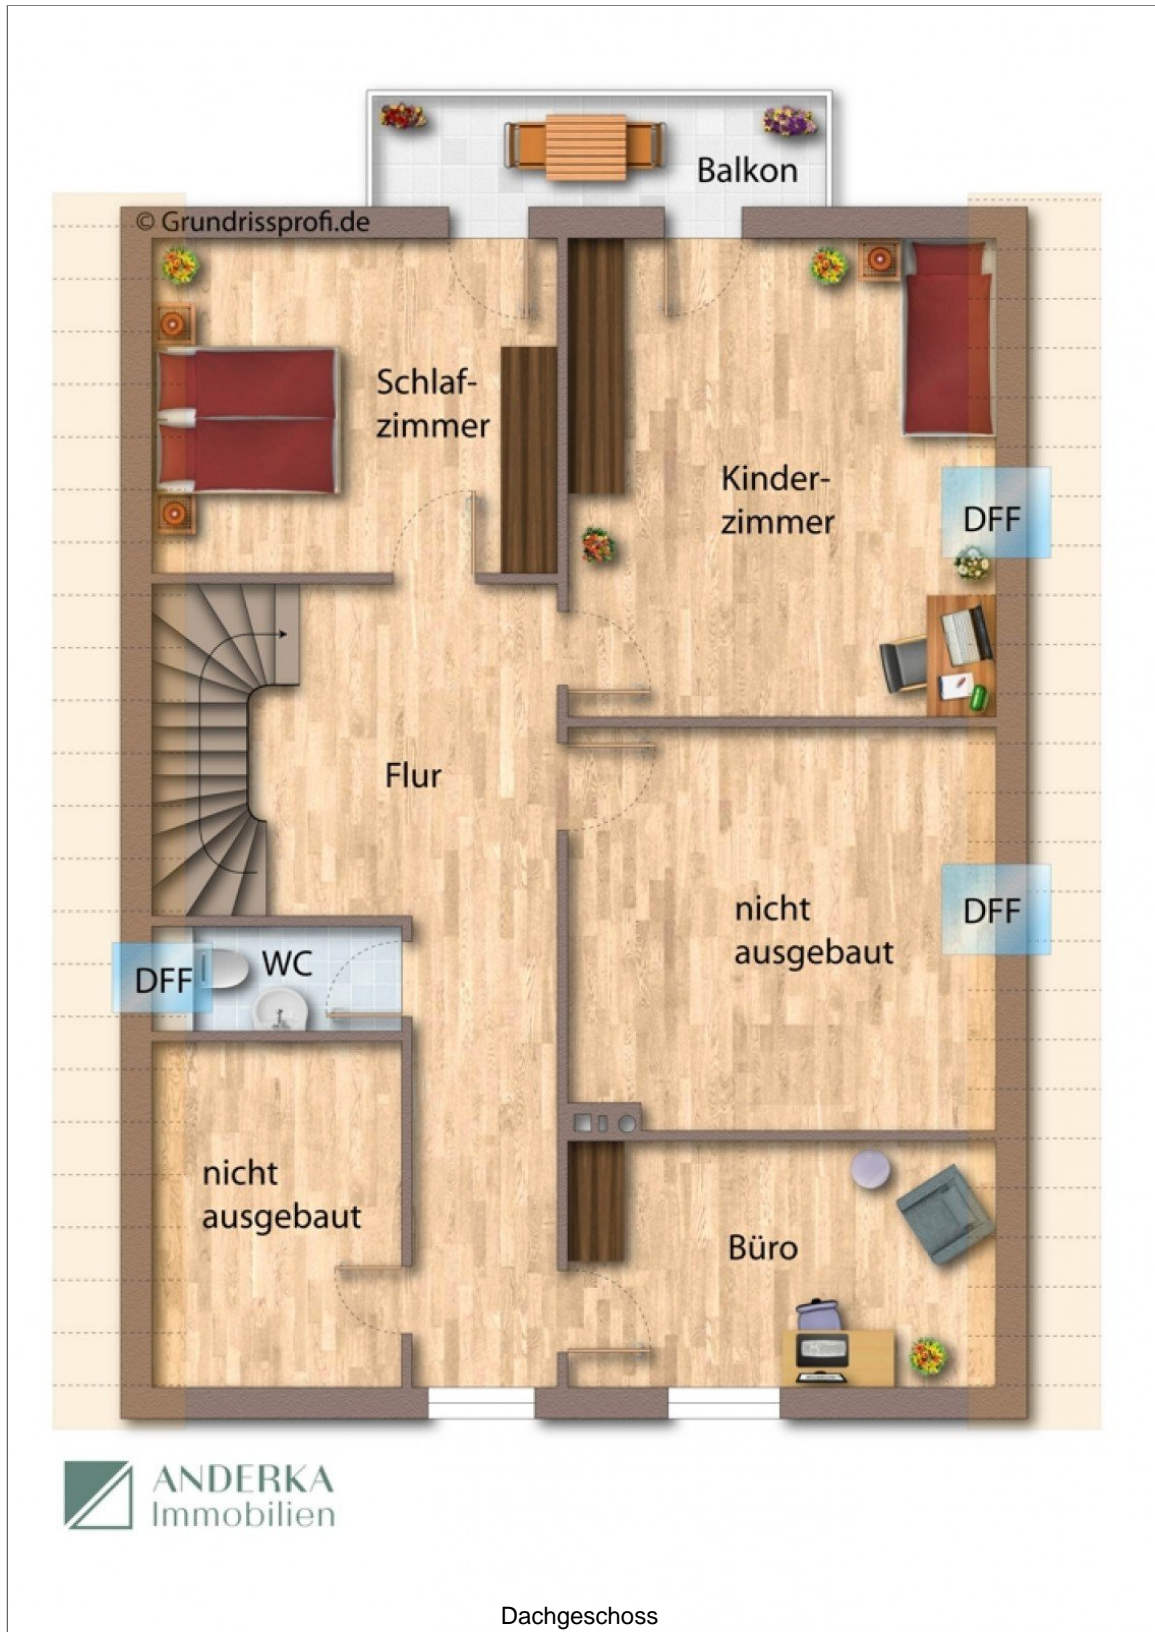 Balkon
© Grundrissprofi.de
Schlaf-
zimmer
Kinder-
zimmer
DFF
Flur
nicht
ausgebaut
DFF
WC
DFF
nicht
ausgebaut
Büro
ANDERKA
Immobilien
Dachgeschoss